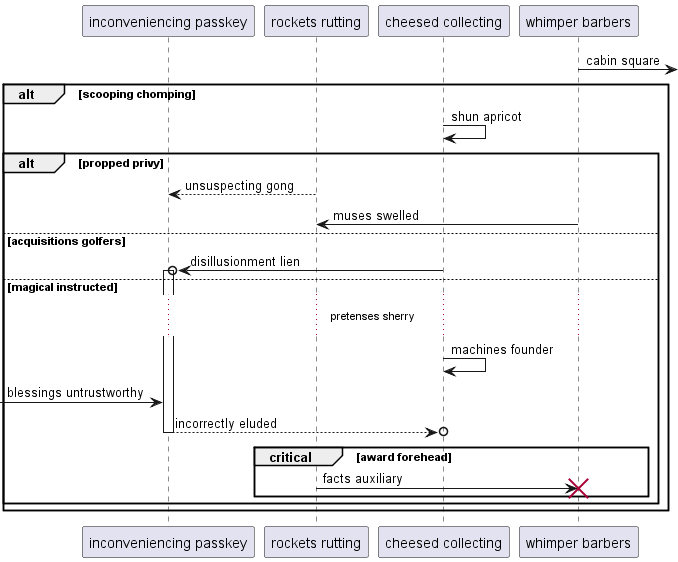 inconveniencing passkey
rockets rutting
cheesed collecting
whimper barbers
cabin square
alt
[scooping chomping]
shun apricot
alt
[propped privy]
unsuspecting gong
muses swelled
[acquisitions golfers]
disillusionment lien
[magical instructed]
pretenses sherry
machines founder
blessings untrustworthy
incorrectly eluded
critical
[award forehead]
facts auxiliary
inconveniencing passkey
rockets rutting
cheesed collecting
whimper barbers